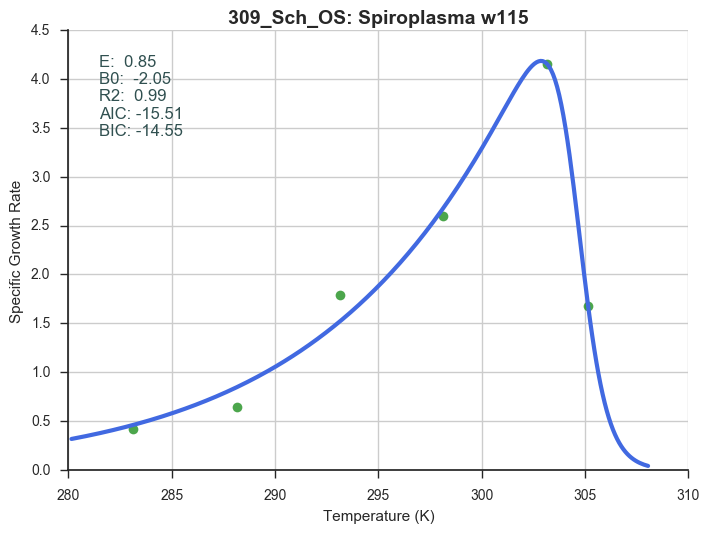 309_Sch_OS: Spiroplasma w115
E:  0.85
B0:  -2.05
R2:  0.99
AIC: -15.51
BIC: -14.55
Specific Growth Rate
4.5
4.0
3.5
3.0
2.5
2.0
1.5
1.0
0.5
0.0
280 285 290 295 300 305 310
Temperature (K)